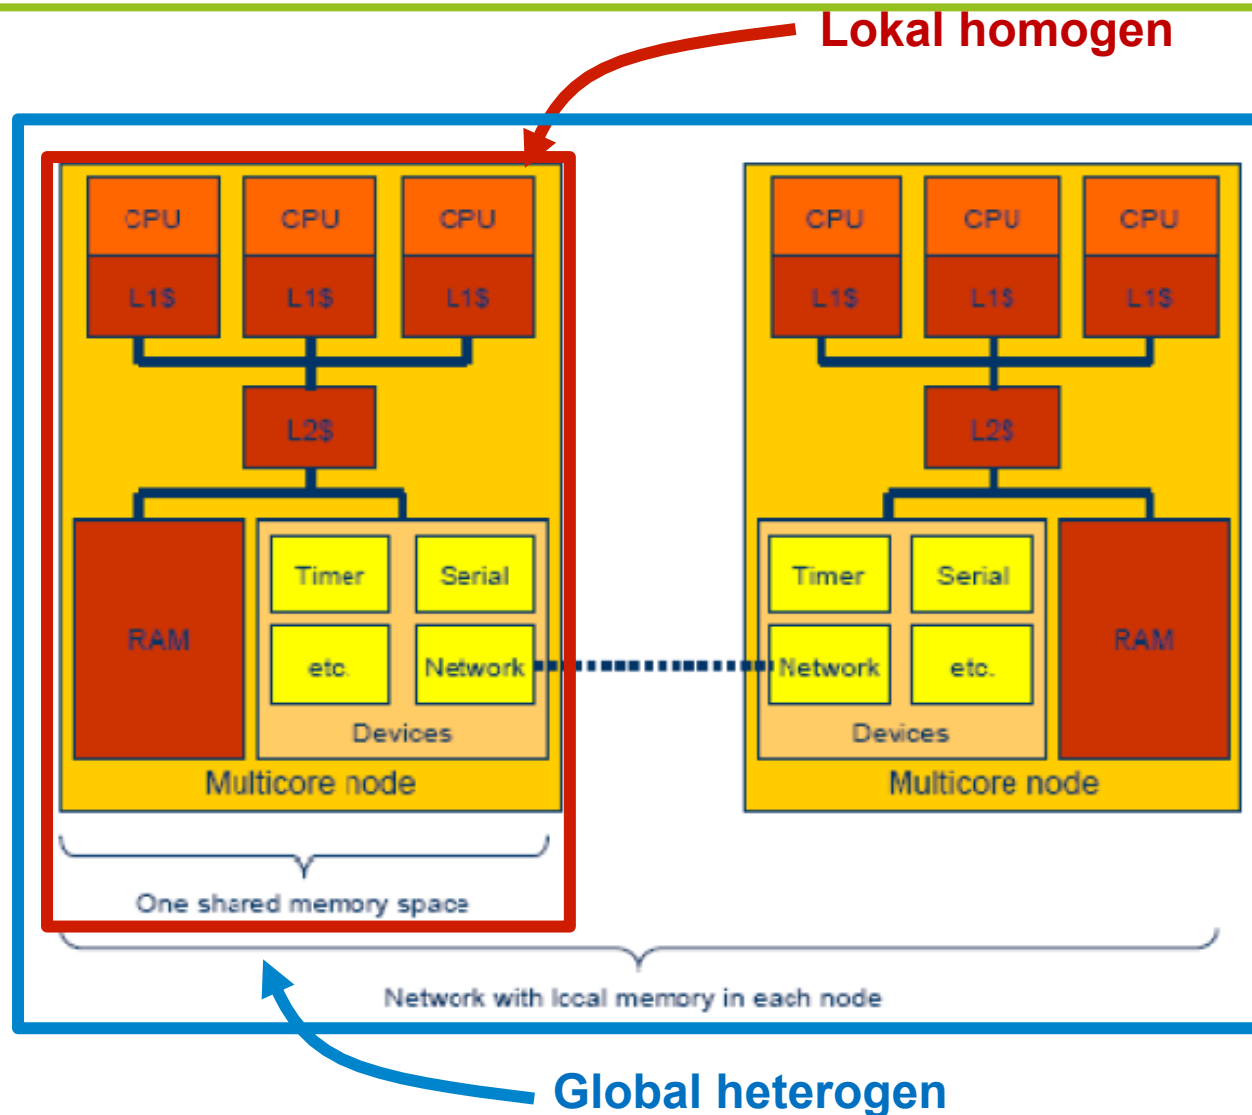 Lokal homogen
CPU CPU CPU
L1$ L1$ L1$
L2$
RAM
Timer Serial
etc. Network
Devices
Multicore node
One shared memory space
CPU CPU CPU
L1$ L1$ L1$
L2$
Timer Serial
Network etc.
Devices
RAM
Multicore node
Network with local memory in each node
Global heterogen